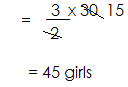 = 3 x 30 15
2
= 45 girls